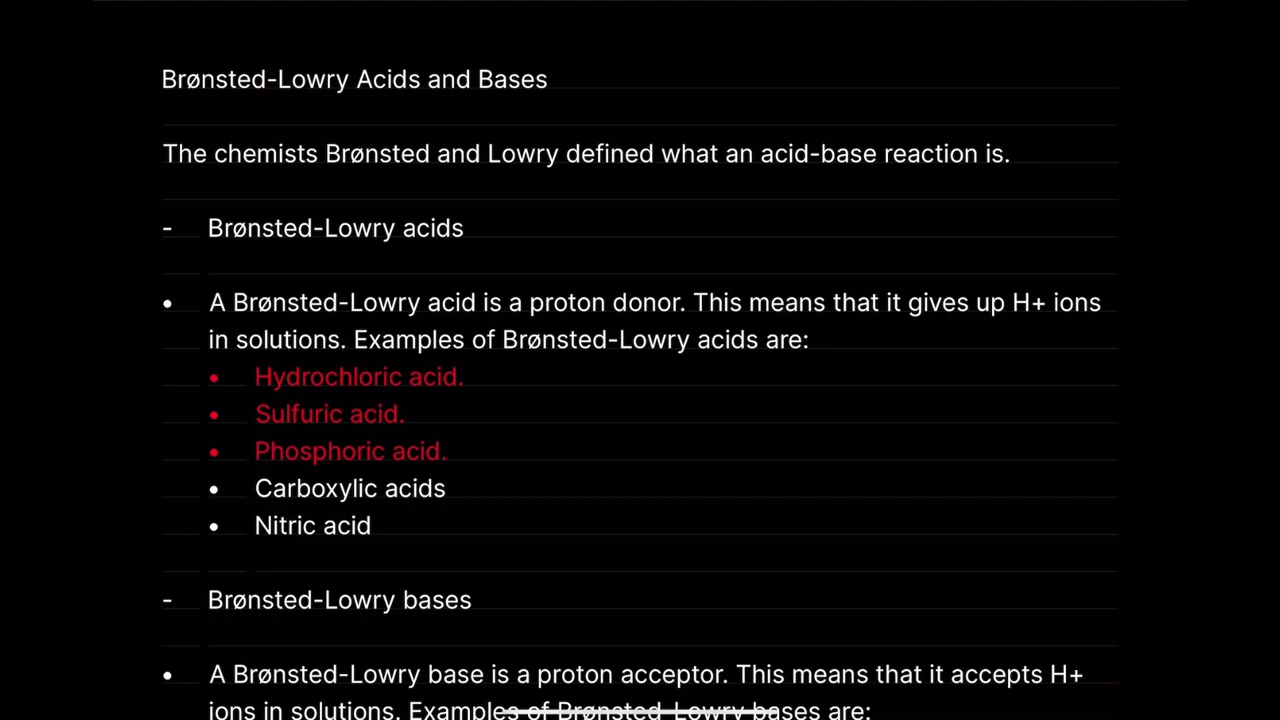 Brønsted-Lowry Acids and Bases
The chemists Brønsted and Lowry defined what an acid-base reaction is.
- Brønsted-Lowry acids
• A Brønsted-Lowry acid is a proton donor. This means that it gives up H+ ions
in solutions. Examples of Brønsted-Lowry acids are:
• Hydrochloric acid.
• Sulfuric acid.
• Phosphoric acid.
• Carboxylic acids
• Nitric acid
- Brønsted-Lowry bases
• A Brønsted-Lowry base is a proton acceptor. This means that it accepts H+
ions in solutions. Examples of Brønsted-Lowry bases are: